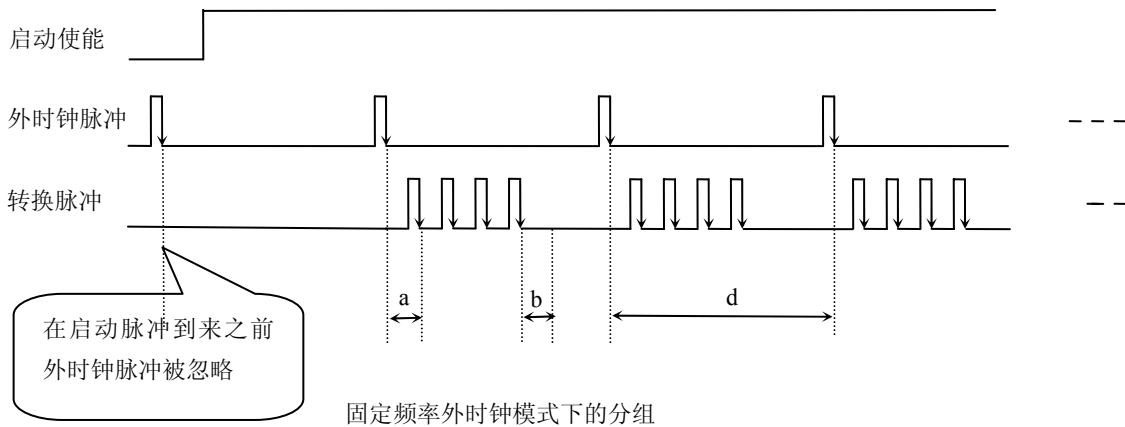 启动使能
外时钟脉冲
转换脉冲
a
b
d
在启动脉冲到来之前
外时钟脉冲被忽略
固定频率外时钟模式下的分组